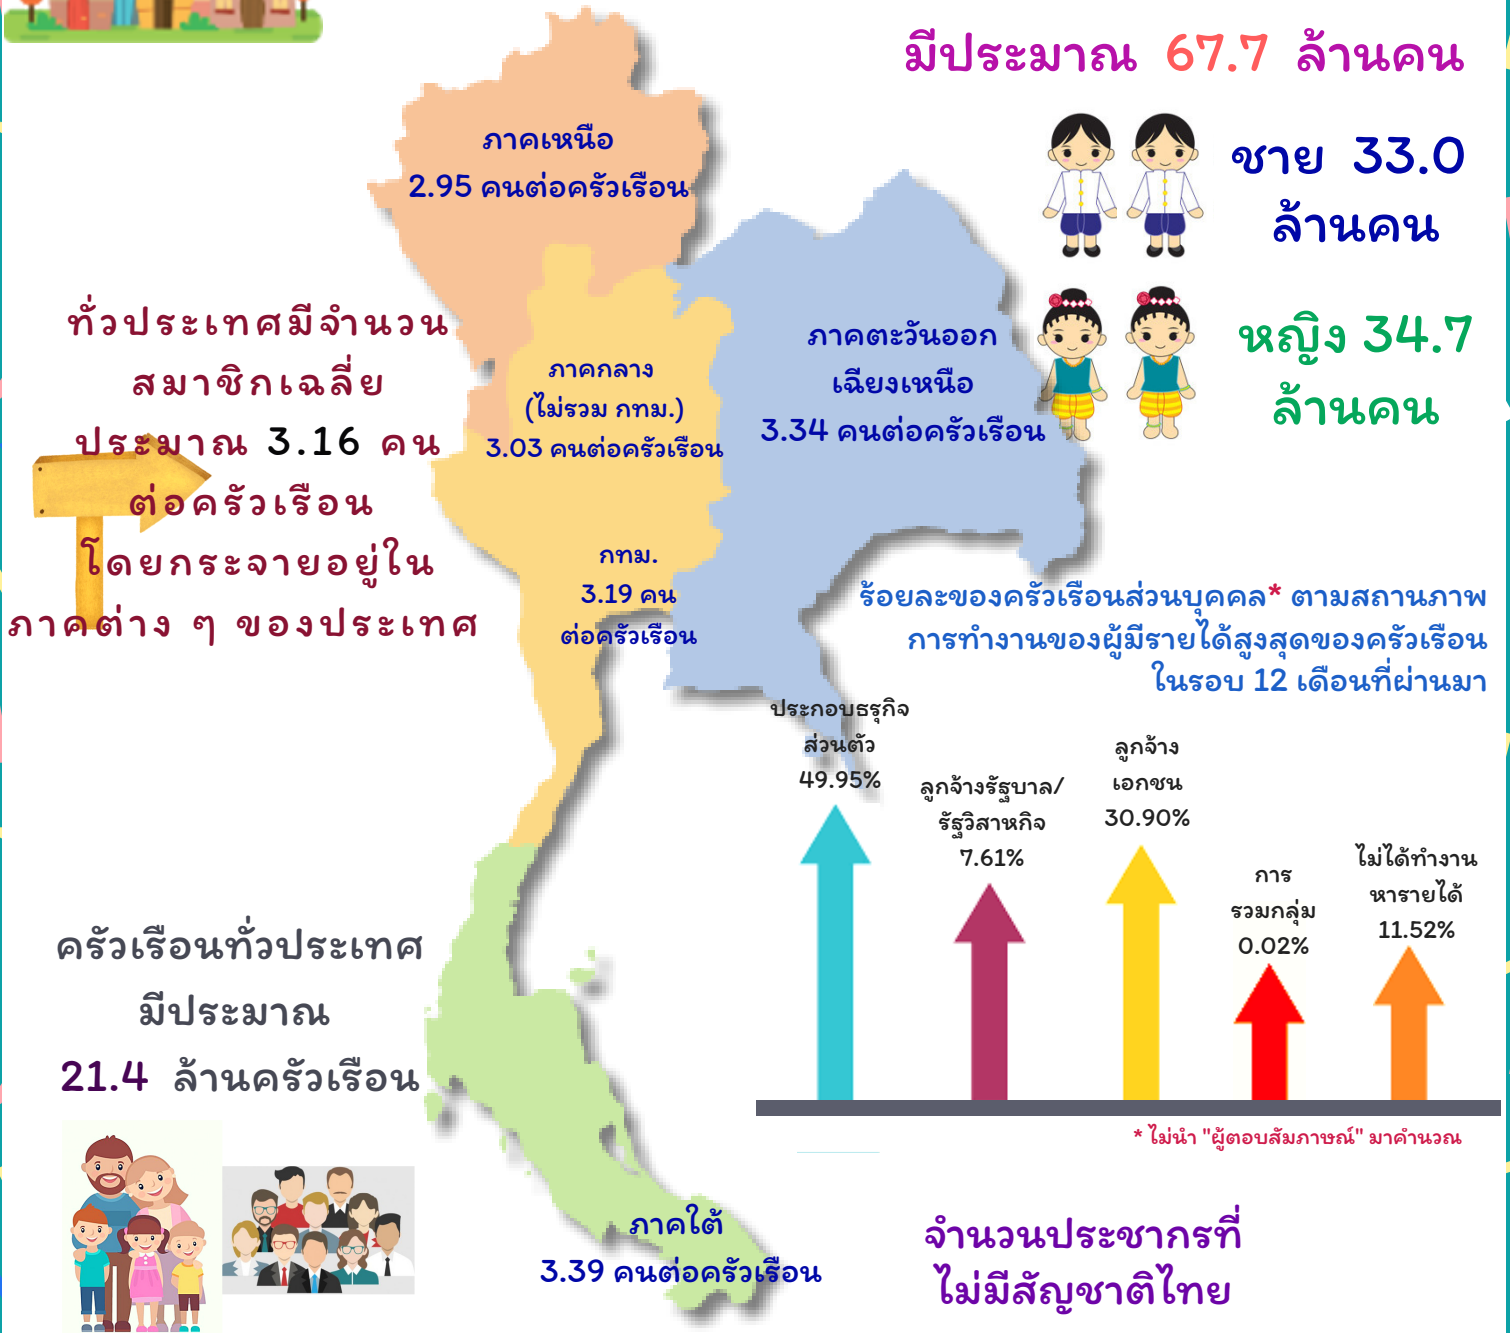 มีประมาณ 67.7 ล้านคน
ชาย 33.0
ล้านคน
หญิง 34.7
ล้านคน
ภาคเหนือ
2.95 คนต่อครัวเรือน
ทั่วประเทศมีจำนวน
สมาชิกเฉลี่ย
ประมาณ 3.16 คน
ต่อครัวเรือน
โดยกระจายอยู่ใน
ภาคต่าง ๆ ของประเทศ
ภาคกลาง
(ไม่รวม กทม.)
3.03 คนต่อครัวเรือน
ภาคตะวันออก
เฉียงเหนือ
3.34 คนต่อครัวเรือน
กทม.
3.19 คน
ต่อครัวเรือน
ร้อยละของครัวเรือนส่วนบุคคล* ตามสถานภาพ
การทำงานของผู้มีรายได้สูงสุดของครัวเรือน
ในรอบ 12 เดือนที่ผ่านมา
ประกอบธรุกิจ
ส่วนตัว
49.95%
ลูกจ้างรัฐบาล/
รัฐวิสาหกิจ
7.61%
ลูกจ้าง
เอกชน
30.90%
การ
รวมกลุ่ม
0.02%
ไม่ได้ทำงาน
หารายได้
11.52%
* ไม่นำ "ผู้ตอบสัมภาษณ์" มาคำนวณ
ครัวเรือนทั่วประเทศ
มีประมาณ
21.4 ล้านครัวเรือน
ภาคใต้
3.39 คนต่อครัวเรือน
จำนวนประชากรที่
ไม่มีสัญชาติไทย